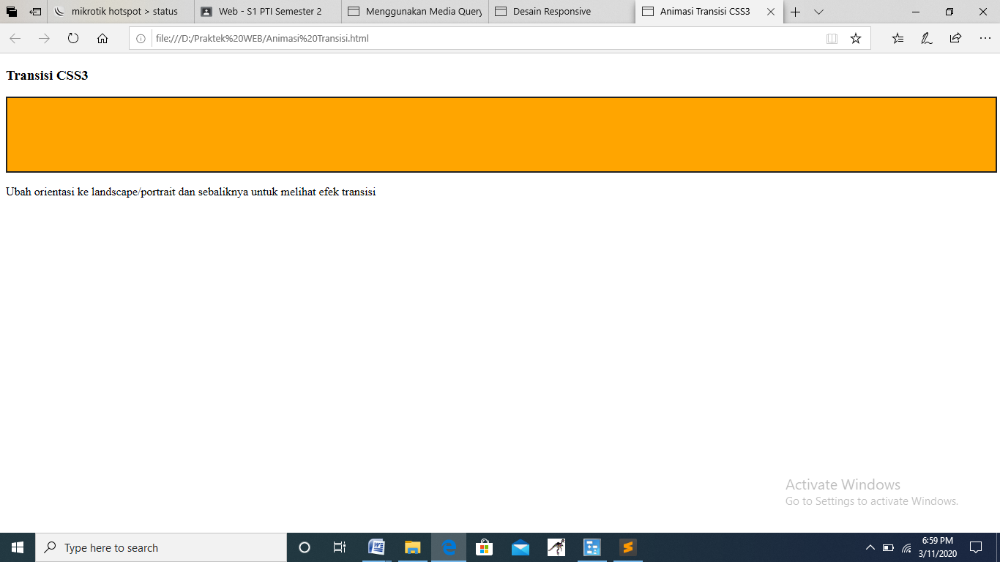 mikrotik hotspot > status
Web - S1 PTI Semester 2
Menggunakan Media Query
Desain Responsive
Animasi Transisi CSS3
file:///D:/Praktek%20WEB/Animasi%20Transisi.html
Transisi CSS3
Ubah orientasi ke landscape/portrait dan sebaliknya untuk melihat efek transisi
Activate Windows
Go to Settings to activate Windows.
Type here to search
6:59 PM
3/11/2020